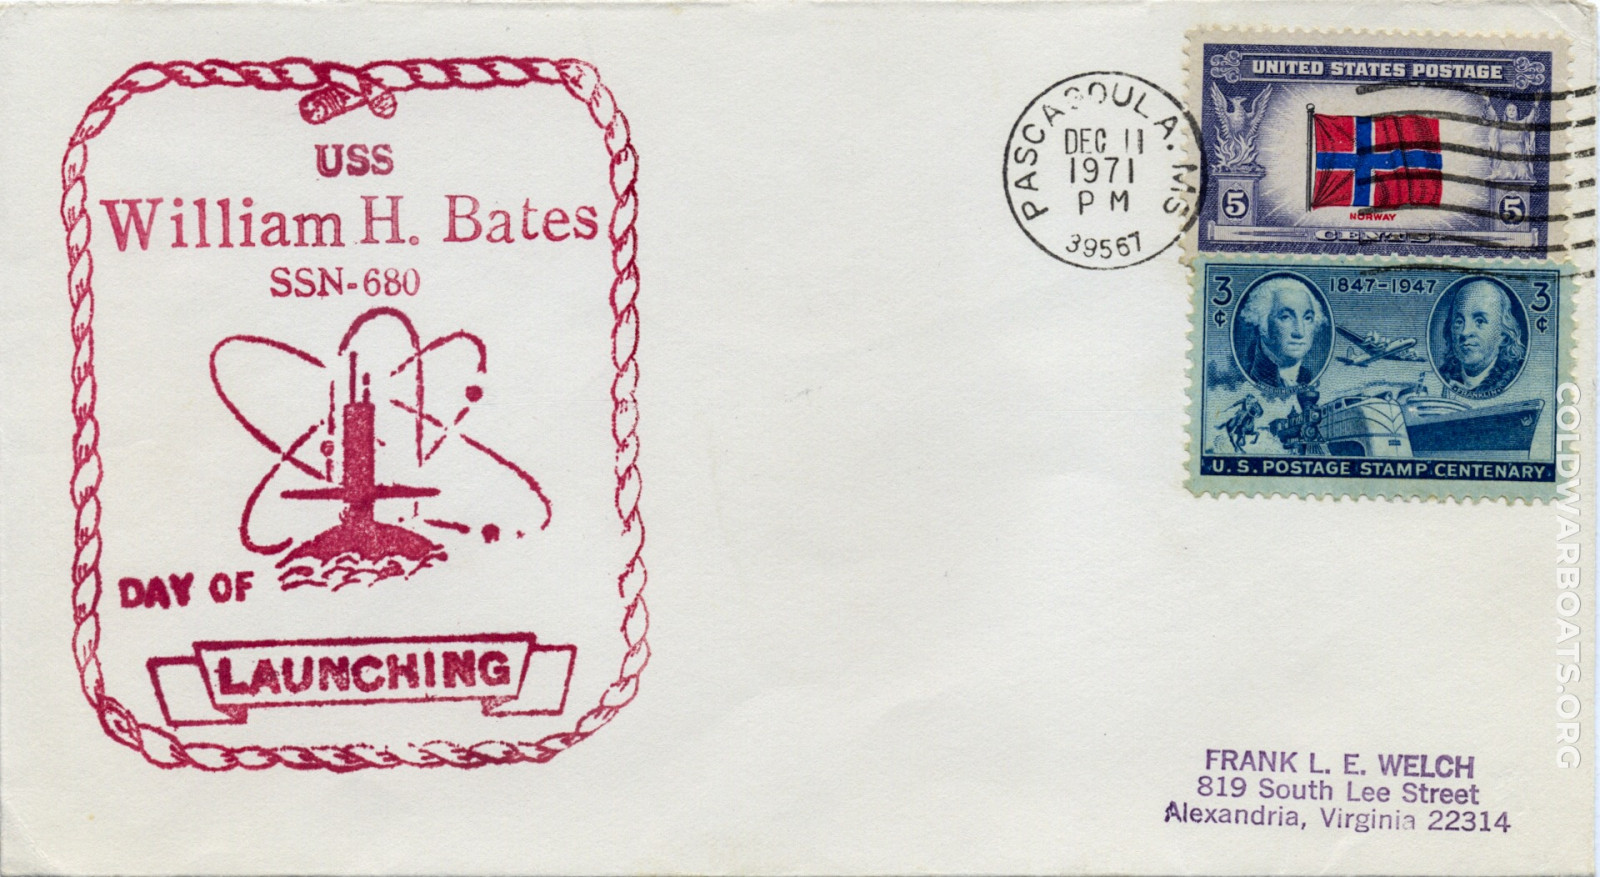 USS
William H. Bates
SSN-680
DAY OF
LAUNCHING
PASCAGOULA. MS
DEC 11
1971
PM
39567
UNITED STATES POSTAGE
5
5
NORWAY
CENTS
3¢
1847-1947
3¢
FRANKLIN
U.S. POSTAGE STAMP CENTENARY
FRANK L. E. WELCH
819 South Lee Street
Alexandria, Virginia 22314
COLDWARBOATS.ORG